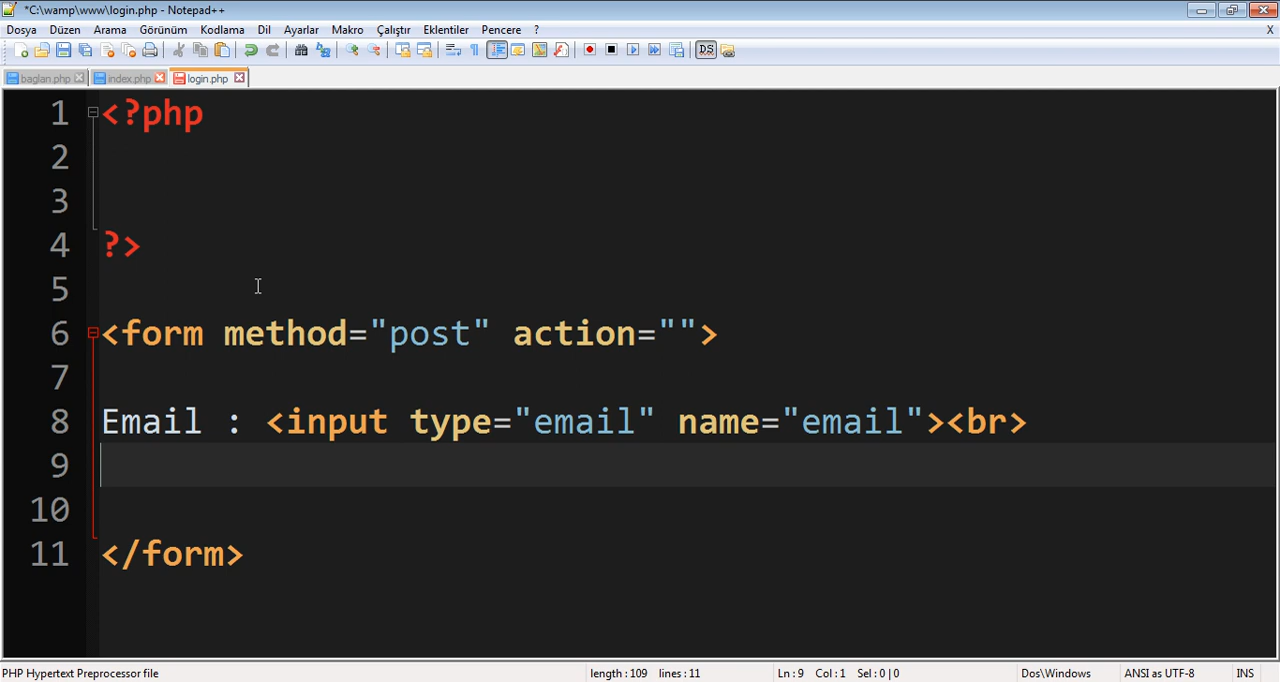 *C:\wamp\www\login.php - Notepad++
Dosya Düzen Arama Görünüm Kodlama Dil Ayarlar Makro Çalıştır Eklentiler Pencere ? X
baglan.php index.php login.php
1 <?php
2
3
4 ?>
5
6 <form method="post" action="">
7
8 Email : <input type="email" name="email"><br>
9
10
11 </form>
PHP Hypertext Preprocessor file length : 109 lines : 11 Ln : 9 Col : 1 Sel : 0 | 0 Dos\Windows ANSI as UTF-8 INS